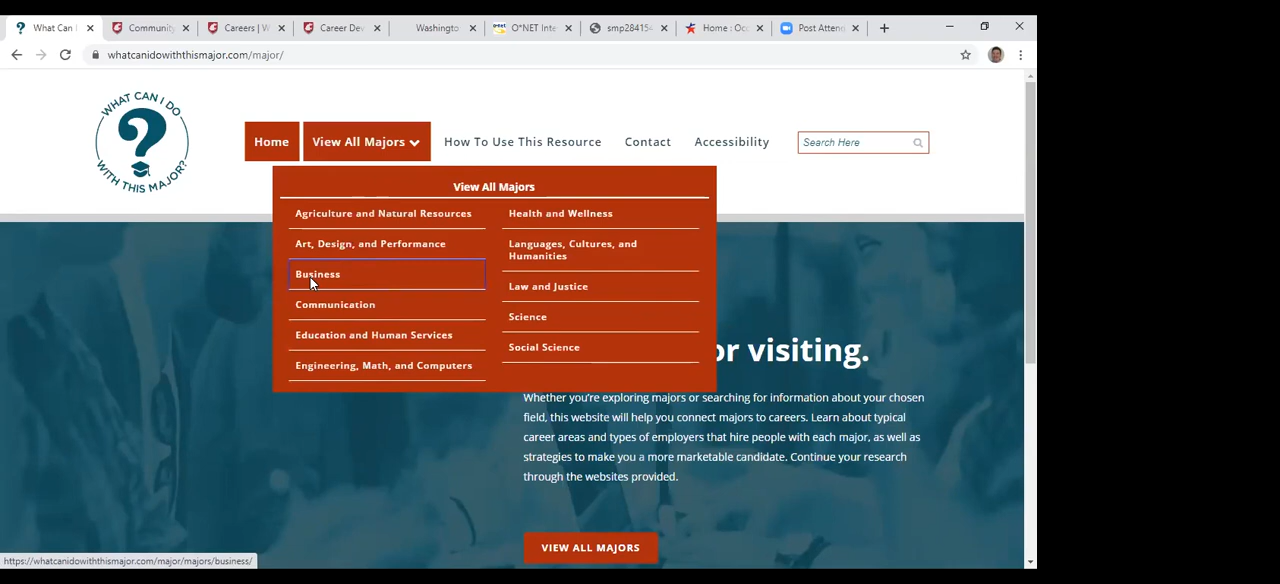 What Can I
Community
Careers | W
Career Dev
Washingto
O*NET Inte
smp28415
Home : Occ
Post Atten
whatcanidowiththismajor.com/major/
WHAT CAN I DO
WITH THIS MAJOR?
Home
View All Majors
How To Use This Resource
Contact
Accessibility
Search Here
View All Majors
Agriculture and Natural Resources
Art, Design, and Performance
Business
Communication
Education and Human Services
Engineering, Math, and Computers
Health and Wellness
Languages, Cultures, and
Humanities
Law and Justice
Science
Social Science
or visiting.
Whether you're exploring majors or searching for information about your chosen
field, this website will help you connect majors to careers. Learn about typical
career areas and types of employers that hire people with each major, as well as
strategies to make you a more marketable candidate. Continue your research
through the websites provided.
VIEW ALL MAJORS
https://whatcanidowiththismajor.com/major/majors/business/